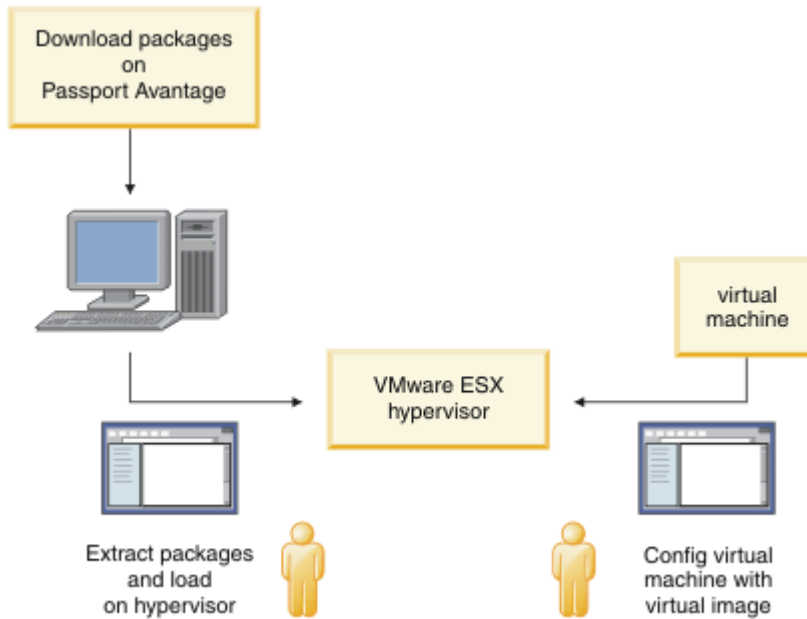 Download packages
on
Passport Avantage
virtual
machine
VMware ESX
hypervisor
Extract packages
and load
on hypervisor
Config virtual
machine with
virtual image